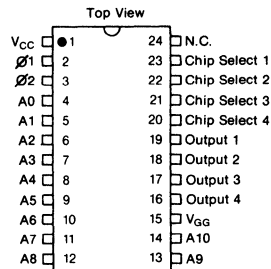 Top View
V_CC 1 24 N.C.
Ø1 2 23 Chip Select 1
Ø2 3 22 Chip Select 2
A0 4 21 Chip Select 3
A1 5 20 Chip Select 4
A2 6 19 Output 1
A3 7 18 Output 2
A4 8 17 Output 3
A5 9 16 Output 4
A6 10 15 V_GG
A7 11 14 A10
A8 12 13 A9